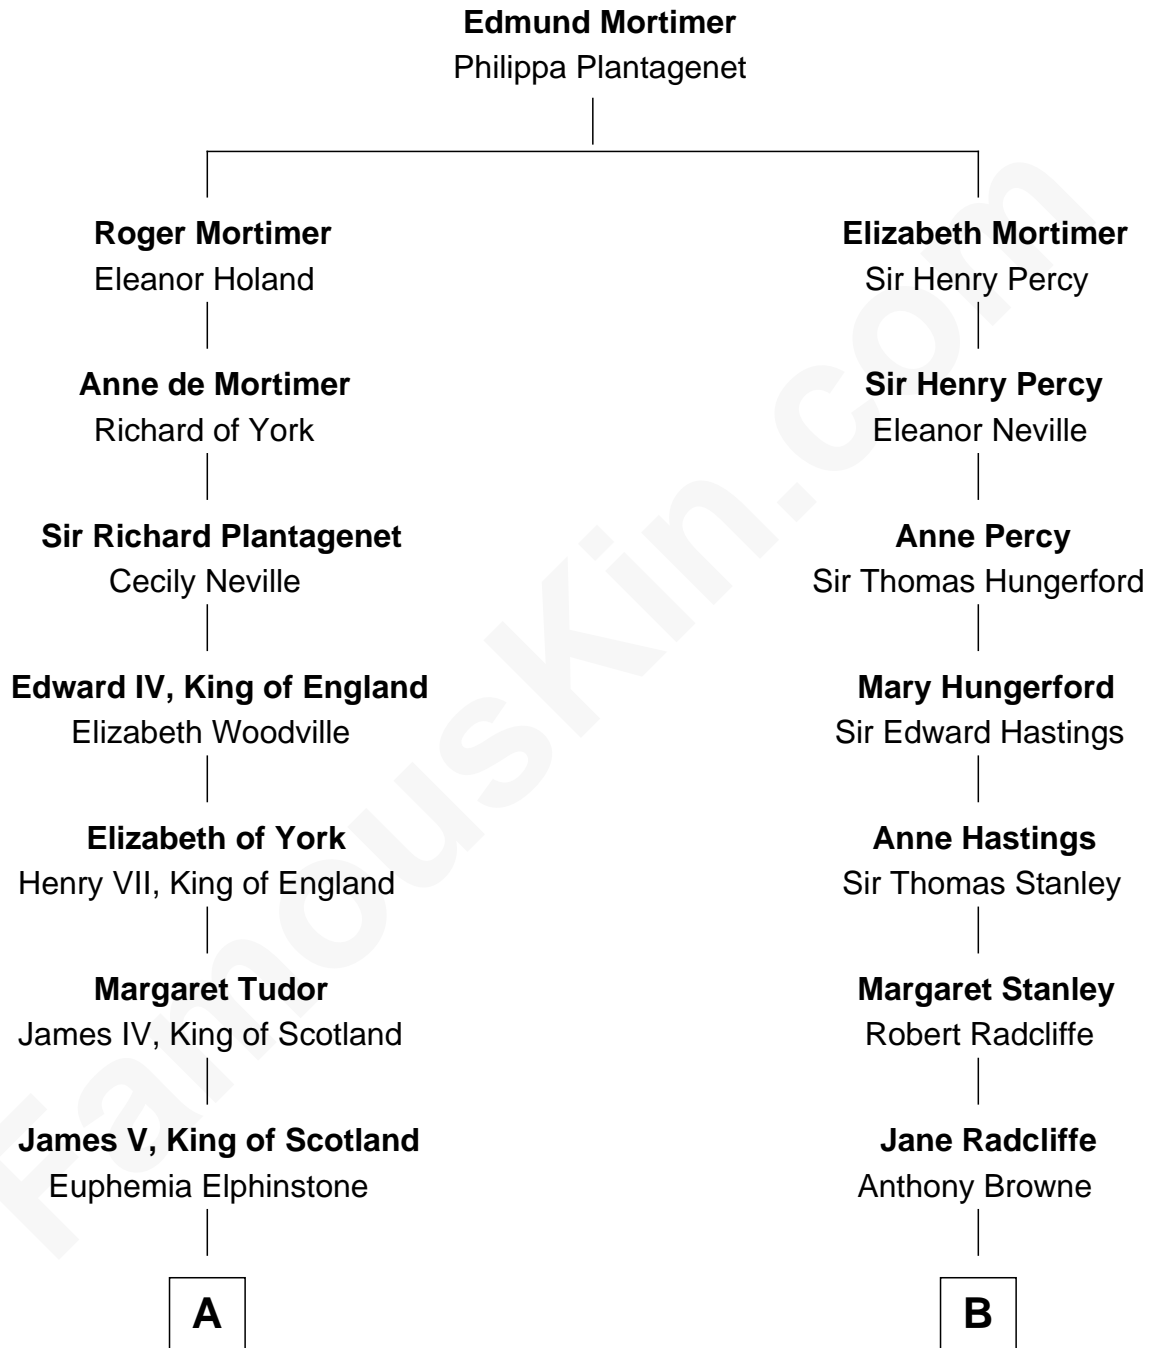 Edmund Mortimer
Philippa Plantagenet
Roger Mortimer
Eleanor Holand
Anne de Mortimer
Richard of York
Sir Richard Plantagenet
Cecily Neville
Edward IV, King of England
Elizabeth Woodville
Elizabeth of York
Henry VII, King of England
Margaret Tudor
James IV, King of Scotland
James V, King of Scotland
Euphemia Elphinstone
A
Elizabeth Mortimer
Sir Henry Percy
Sir Henry Percy
Eleanor Neville
Anne Percy
Sir Thomas Hungerford
Mary Hungerford
Sir Edward Hastings
Anne Hastings
Sir Thomas Stanley
Margaret Stanley
Robert Radcliffe
Jane Radcliffe
Anthony Browne
B
FamousKin.com